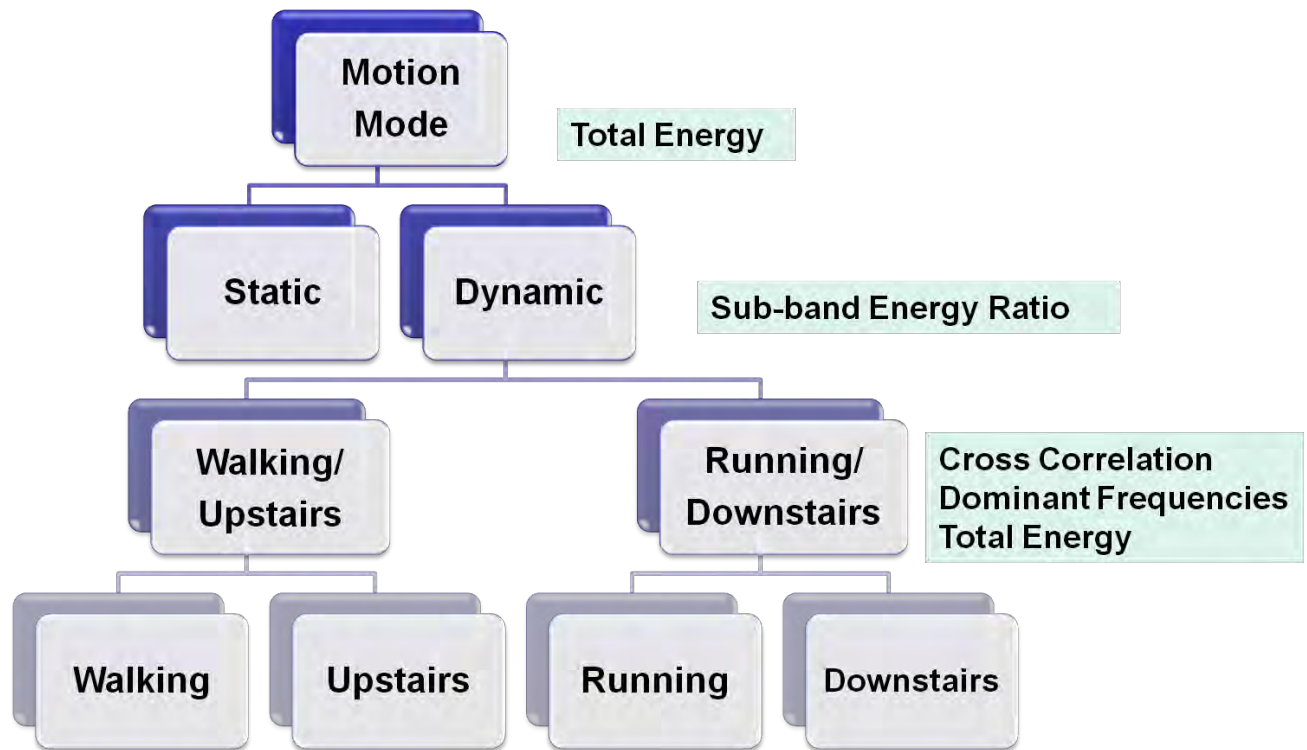 Motion
Mode
Total Energy
Static
Dynamic
Sub-band Energy Ratio
Walking/
Upstairs
Running/
Downstairs
Cross Correlation
Dominant Frequencies
Total Energy
Walking
Upstairs
Running
Downstairs